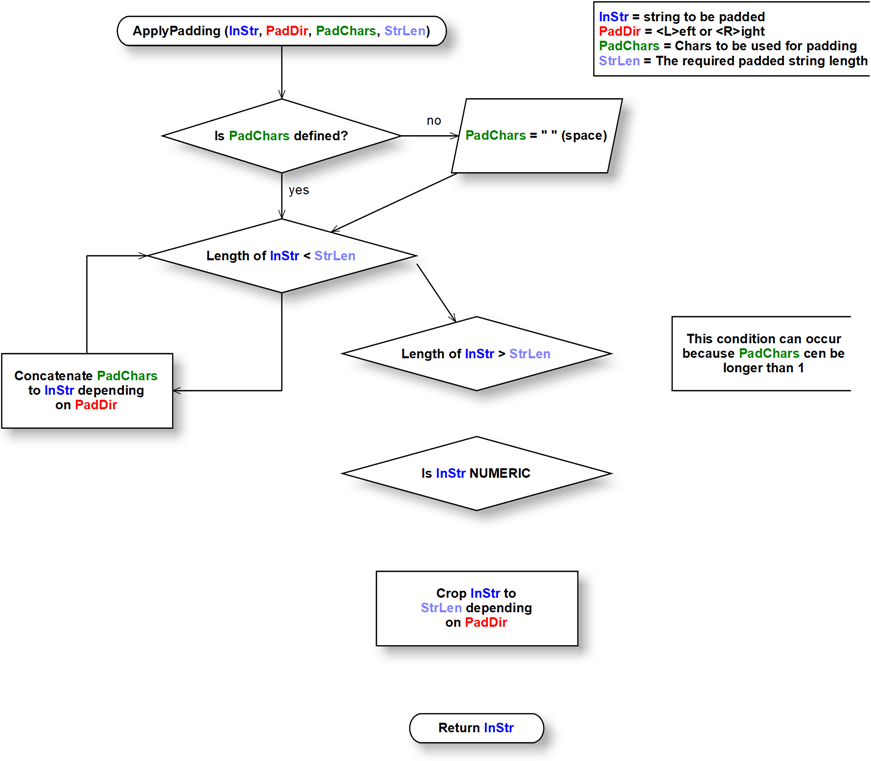 ApplyPadding (InStr, PadDir, PadChars, StrLen)
InStr = string to be padded
PadDir = <L>eft or <R>ight
PadChars = Chars to be used for padding
StrLen = The required padded string length
Is PadChars defined?
no
PadChars = " " (space)
yes
Length of InStr < StrLen
Length of InStr > StrLen
This condition can occur
because PadChars cen be
longer than 1
Concatenate PadChars
to InStr depending
on PadDir
Is InStr NUMERIC
Crop InStr to
StrLen depending
on PadDir
Return InStr